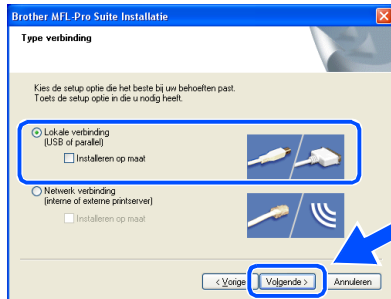 Brother MFL-Pro Suite Installatie
Type verbinding
Kies de setup optie die het beste bij uw behoeften past.
Toets de setup optie in die u nodig heeft.
Lokale verbinding
(USB of parallel)
Installeren op maat
Netwerk verbinding
(interne of externe printserver)
Installeren op maat
< Vorige
Volgende >
Annuleren